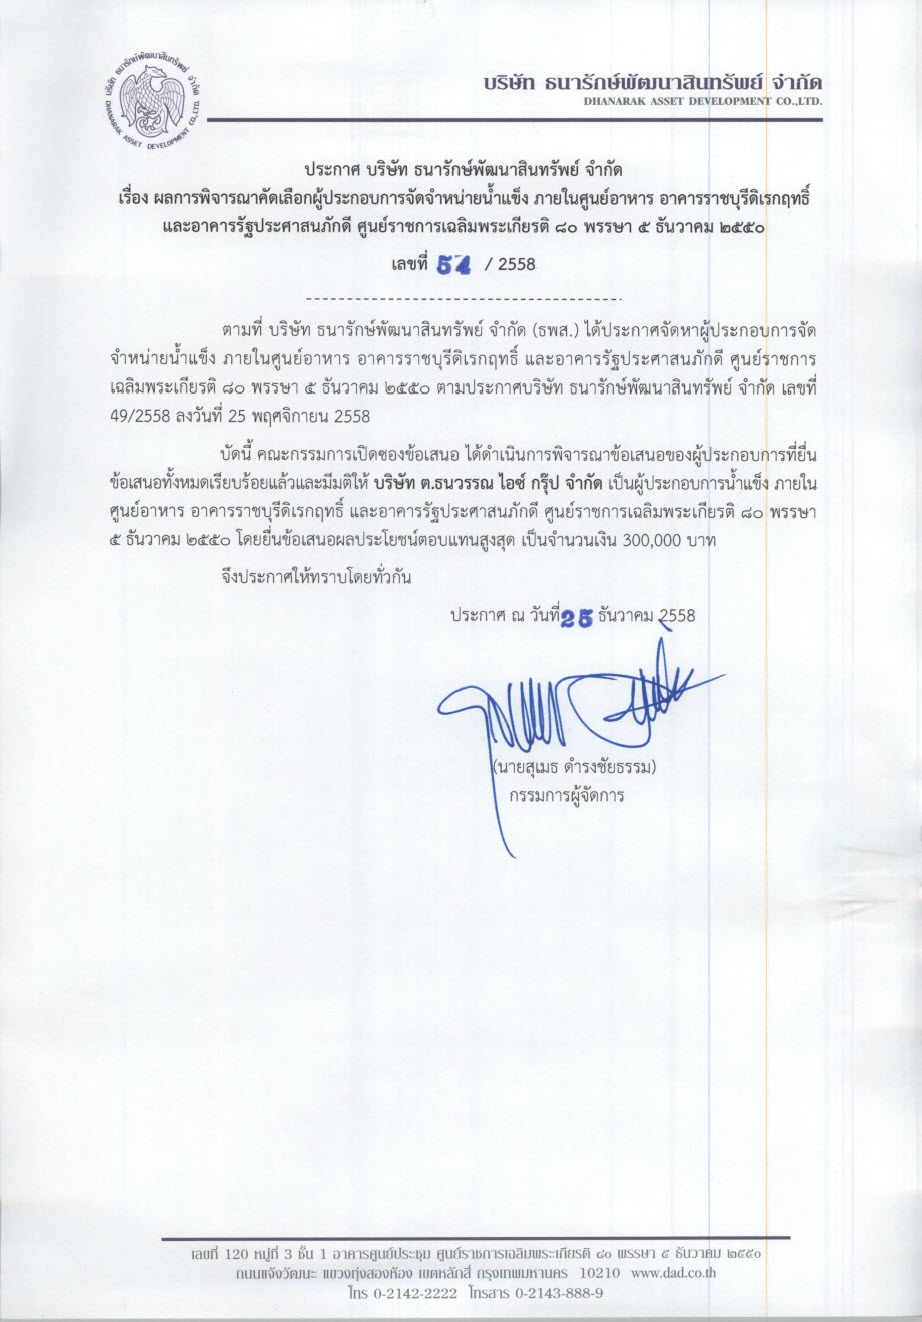 บริษัท ธนารักษ์พัฒนาสินทรัพย์ จำกัด
DHANARAK ASSET DEVELOPMENT CO.,LTD.
บริษัท ธนารักษ์พัฒนาสินทรัพย์ จำกัด
DHANARAK ASSET DEVELOPMENT CO.,LTD.
ประกาศ บริษัท ธนารักษ์พัฒนาสินทรัพย์ จำกัด
เรื่อง ผลการพิจารณาคัดเลือกผู้ประกอบการจัดจำหน่ายน้ำแข็ง ภายในศูนย์อาหาร อาคารราชบุรีดิเรกฤทธิ์
และอาคารรัฐประศาสนภักดี ศูนย์ราชการเฉลิมพระเกียรติ ๘๐ พรรษา ๕ ธันวาคม ๒๕๕๐
เลขที่ 54 / 2558
ตามที่ บริษัท ธนารักษ์พัฒนาสินทรัพย์ จำกัด (ธพส.) ได้ประกาศจัดหาผู้ประกอบการจัด
จำหน่ายน้ำแข็ง ภายในศูนย์อาหาร อาคารราชบุรีดิเรกฤทธิ์ และอาคารรัฐประศาสนภักดี ศูนย์ราชการ
เฉลิมพระเกียรติ ๘๐ พรรษา ๕ ธันวาคม ๒๕๕๐ ตามประกาศบริษัท ธนารักษ์พัฒนาสินทรัพย์ จำกัด เลขที่
49/2558 ลงวันที่ 25 พฤศจิกายน 2558
บัดนี้ คณะกรรมการเปิดซองข้อเสนอ ได้ดำเนินการพิจารณาข้อเสนอของผู้ประกอบการที่ยื่น
ข้อเสนอทั้งหมดเรียบร้อยแล้วและมีมติให้ บริษัท ต.ธนวรรณ ไอซ์ กรุ๊ป จำกัด เป็นผู้ประกอบการน้ำแข็ง ภายใน
ศูนย์อาหาร อาคารราชบุรีดิเรกฤทธิ์ และอาคารรัฐประศาสนภักดี ศูนย์ราชการเฉลิมพระเกียรติ ๘๐ พรรษา
๕ ธันวาคม ๒๕๕๐ โดยยื่นข้อเสนอผลประโยชน์ตอบแทนสูงสุด เป็นจำนวนเงิน 300,000 บาท
จึงประกาศให้ทราบโดยทั่วกัน
ประกาศ ณ วันที่ 25 ธันวาคม 2558
(นายสุเมธ ดำรงชัยธรรม)
กรรมการผู้จัดการ
เลขที่ 120 หมู่ที่ 3 ชั้น 1 อาคารศูนย์ประชุม ศูนย์ราชการเฉลิมพระเกียรติ ๘๐ พรรษา ๕ ธันวาคม ๒๕๕๐
ถนนแจ้งวัฒนะ แขวงทุ่งสองห้อง เขตหลักสี่ กรุงเทพมหานคร 10210 www.dad.co.th
โทร 0-2142-2222 โทรสาร 0-2143-888-9